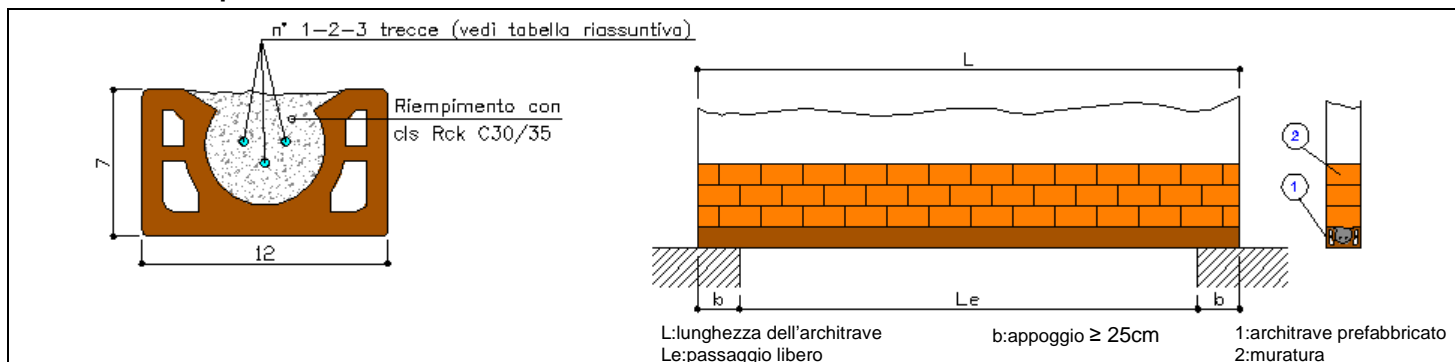 n° 1-2-3 trecce (vedi tabella riassuntiva)
Riempimento con
cls Rck C30/35
7
12
L
2
1
b
Le
b
L:lunghezza dell'architrave
Le:passaggio libero
b:appoggio ≥ 25cm
1:architrave prefabbricato
2:muratura